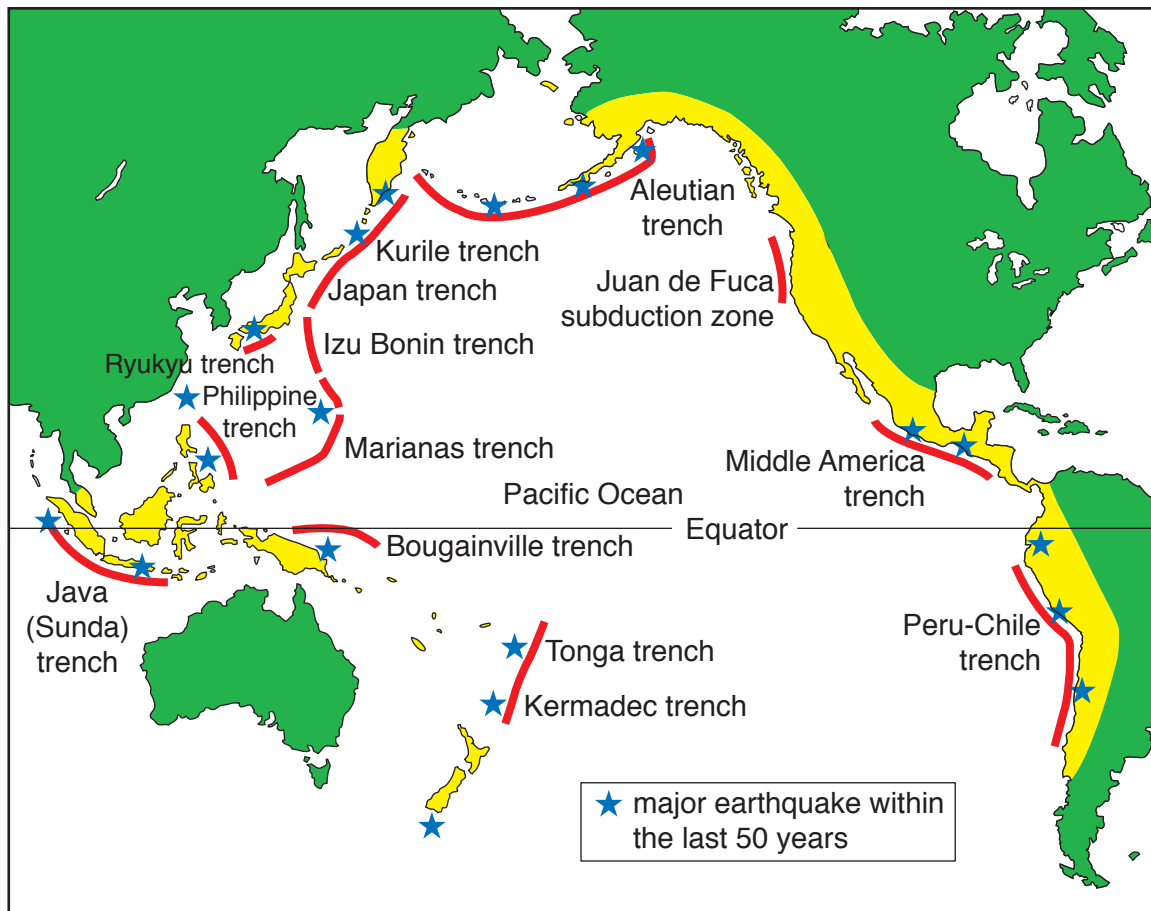 Aleutian
trench
Kurile trench
Juan de Fuca
subduction zone
Japan trench
Izu Bonin trench
Ryukyu trench
Philippine
trench
Marianas trench
Middle America
trench
Pacific Ocean
Equator
Bougainville trench
Java
(Sunda)
trench
Peru-Chile
trench
Tonga trench
Kermadec trench
major earthquake within
the last 50 years